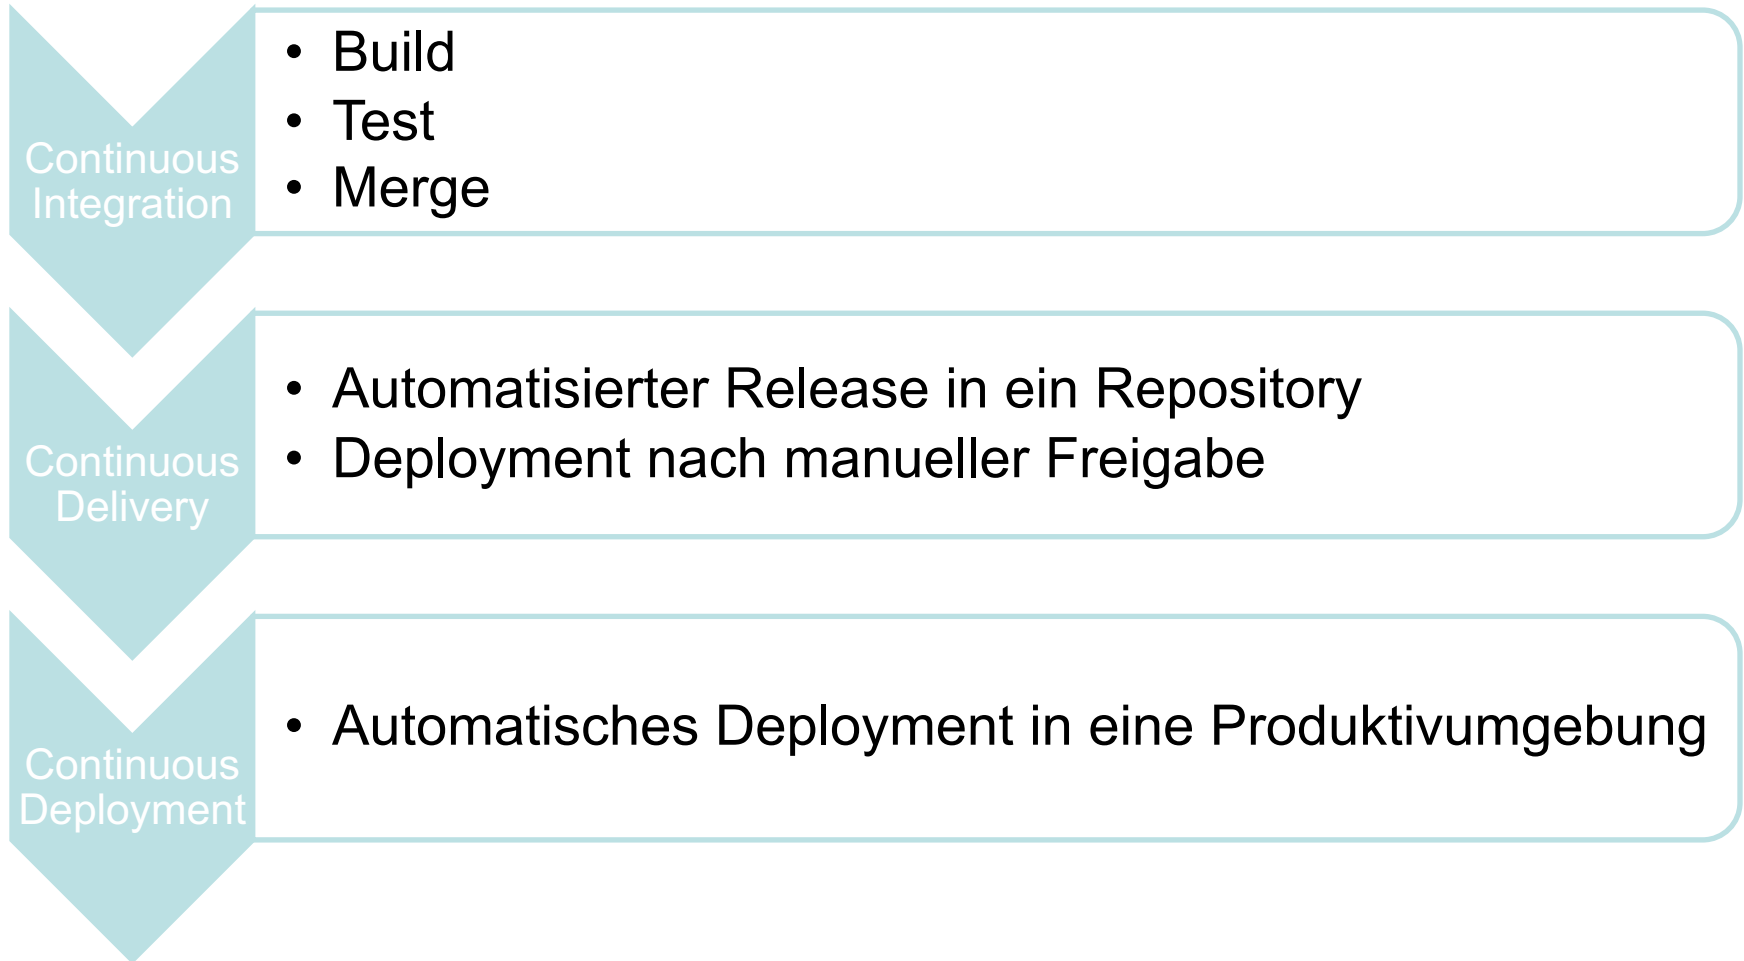 Continuous
Integration
• Build
• Test
• Merge
Continuous
Delivery
• Automatisierter Release in ein Repository
• Deployment nach manueller Freigabe
Continuous
Deployment
• Automatisches Deployment in eine Produktivumgebung